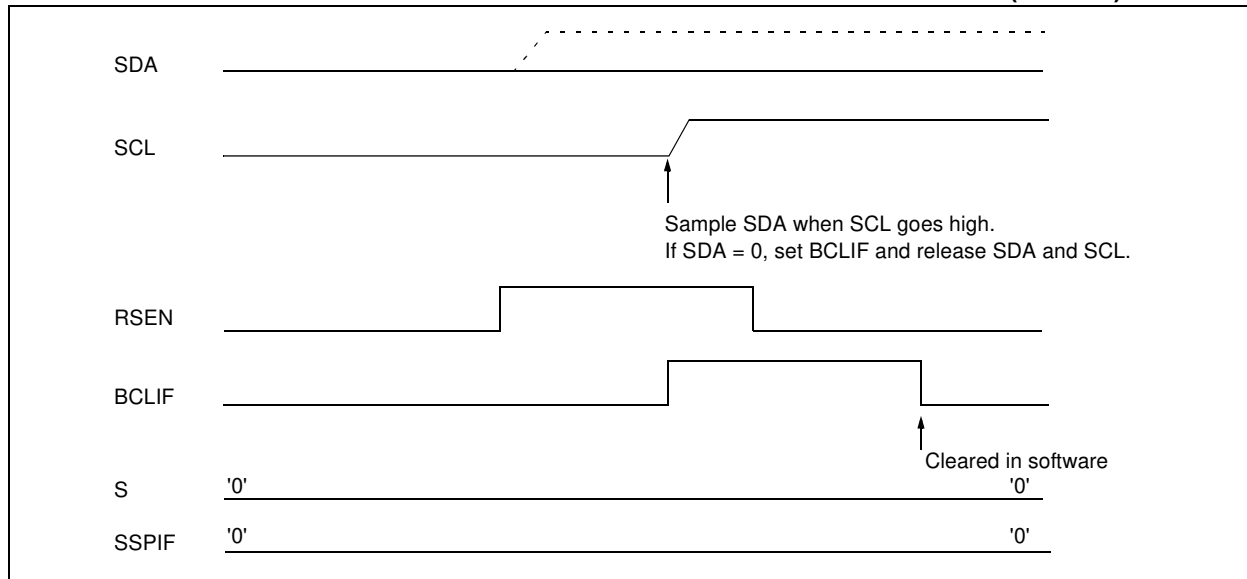 SDA
SCL
Sample SDA when SCL goes high.
If SDA = 0, set BCLIF and release SDA and SCL.
RSEN
BCLIF
Cleared in software
S '0' '0'
SSPIF '0' '0'